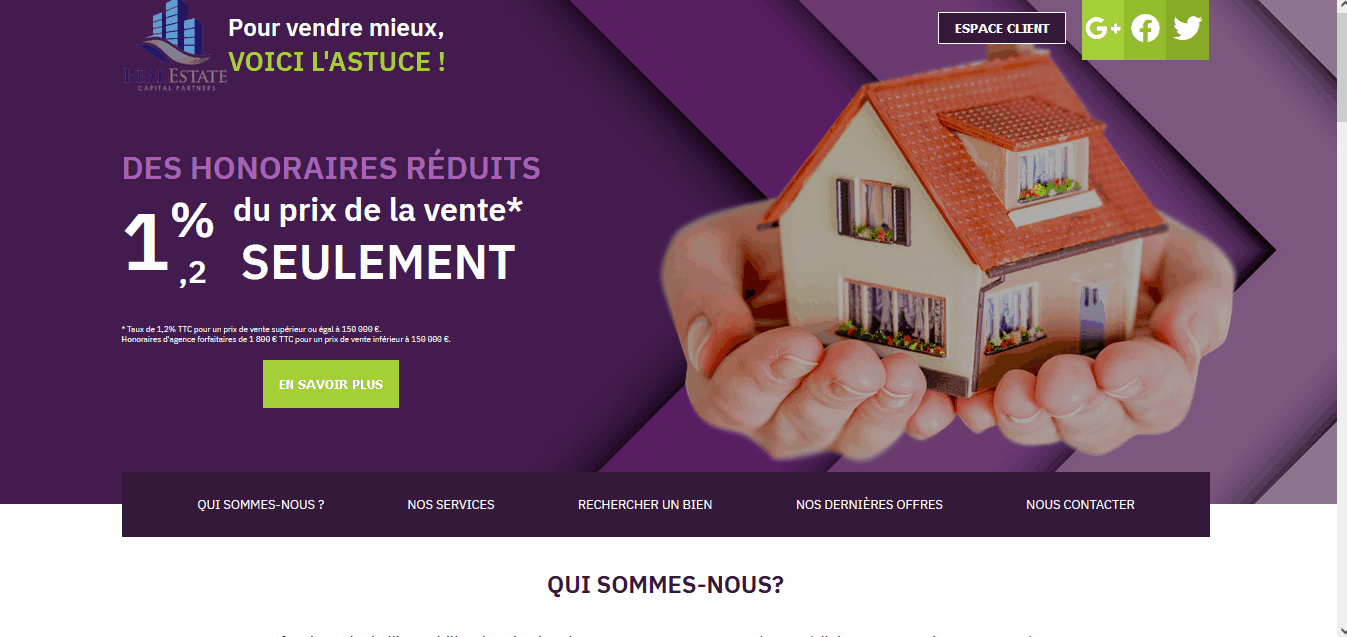 Pour vendre mieux,
VOICI L'ASTUCE !
REAL ESTATE
CAPITAL PARTNERS
ESPACE CLIENT
G+
DES HONORAIRES RÉDUITS
1,2% du prix de la vente*
SEULEMENT
* Taux de 1,2% TTC pour un prix de vente supérieur ou égal à 150 000 €.
Honoraires d'agence forfaitaires de 1 800 € TTC pour un prix de vente inférieur à 150 000 €.
EN SAVOIR PLUS
QUI SOMMES-NOUS ? NOS SERVICES RECHERCHER UN BIEN NOS DERNIÈRES OFFRES NOUS CONTACTER
QUI SOMMES-NOUS?